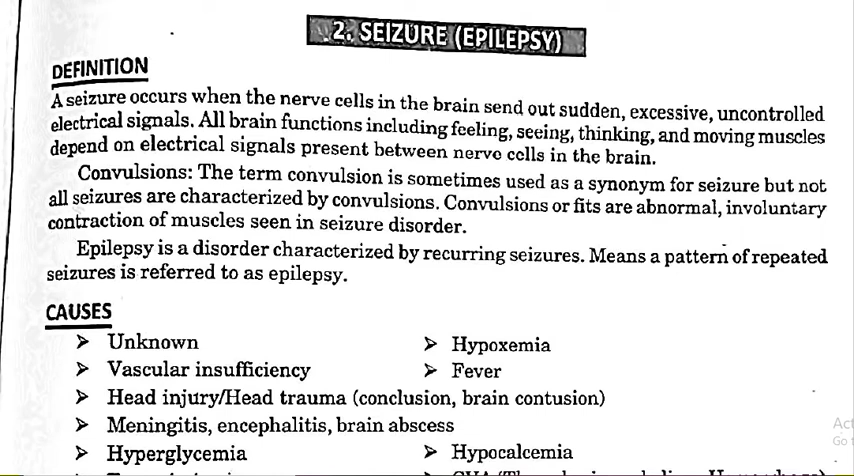 2. SEIZURE (EPILEPSY)
DEFINITION
A seizure occurs when the nerve cells in the brain send out sudden, excessive, uncontrolled
electrical signals. All brain functions including feeling, seeing, thinking, and moving muscles
depend on electrical signals present between nerve cells in the brain.
Convulsions: The term convulsion is sometimes used as a synonym for seizure but not
all seizures are characterized by convulsions. Convulsions or fits are abnormal, involuntary
contraction of muscles seen in seizure disorder.
Epilepsy is a disorder characterized by recurring seizures. Means a pattern of repeated
seizures is referred to as epilepsy.
CAUSES
➢ Unknown ➢ Hypoxemia
➢ Vascular insufficiency ➢ Fever
➢ Head injury/Head trauma (conclusion, brain contusion)
➢ Meningitis, encephalitis, brain abscess
➢ Hyperglycemia ➢ Hypocalcemia
Act